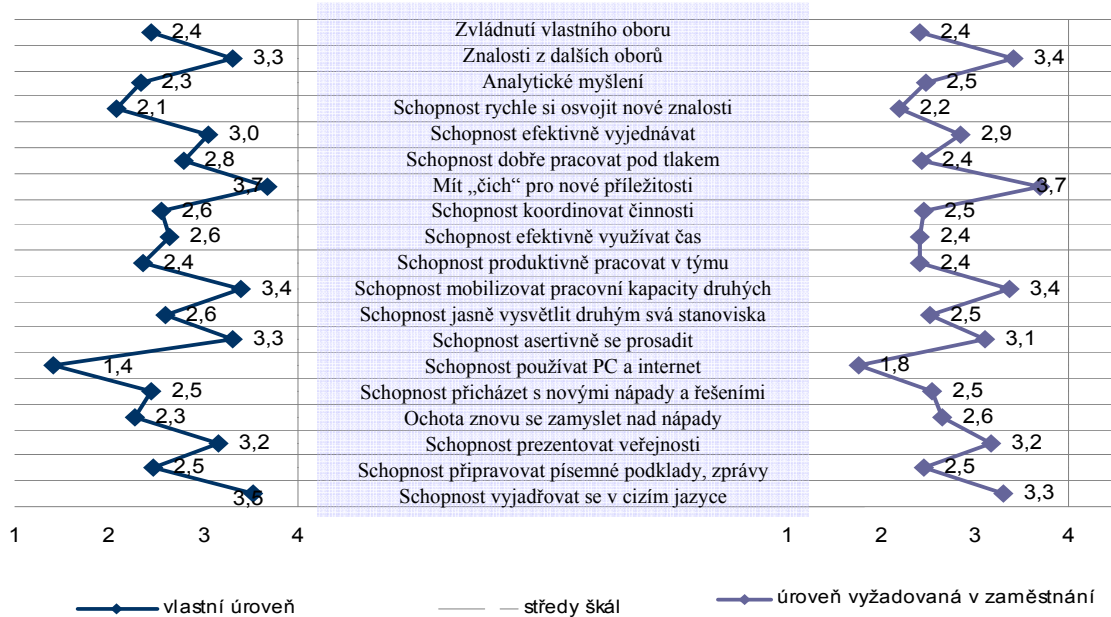 2,4 Zvládnutí vlastního oboru 2,4
3,3 Znalosti z dalších oborů 3,4
2,3 Analytické myšlení 2,5
2,1 Schopnost rychle si osvojit nové znalosti 2,2
3,0 Schopnost efektivně vyjednávat 2,9
2,8 Schopnost dobře pracovat pod tlakem 2,4
3,7 Mít „čich“ pro nové příležitosti 3,7
2,6 Schopnost koordinovat činnosti 2,5
2,6 Schopnost efektivně využívat čas 2,4
2,4 Schopnost produktivně pracovat v týmu 2,4
3,4 Schopnost mobilizovat pracovní kapacity druhých 3,4
2,6 Schopnost jasně vysvětlit druhým svá stanoviska 2,5
3,3 Schopnost asertivně se prosadit 3,1
1,4 Schopnost používat PC a internet 1,8
2,5 Schopnost přicházet s novými nápady a řešeními 2,5
2,3 Ochota znovu se zamyslet nad nápady 2,6
3,2 Schopnost prezentovat veřejnosti 3,2
2,5 Schopnost připravovat písemné podklady, zprávy 2,5
3,5 Schopnost vyjadřovat se v cizím jazyce 3,3
1 2 3 4 1 2 3 4
vlastní úroveň středy škál úroveň vyžadovaná v zaměstnání